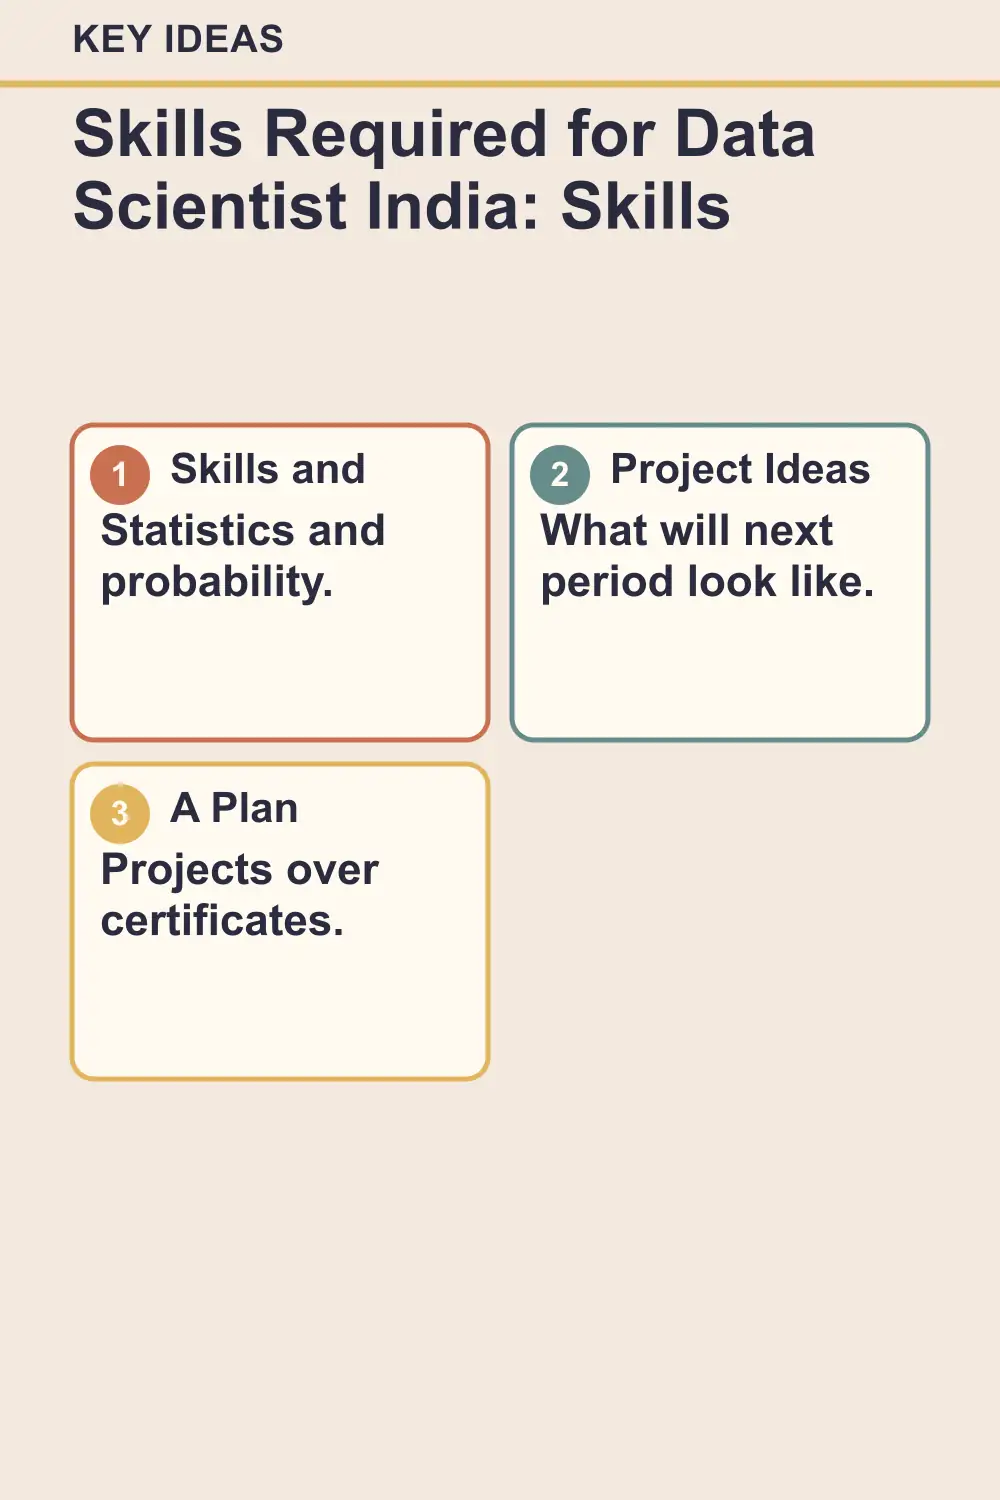 KEY IDEAS
Skills Required for Data
Scientist India: Skills
1 Skills and
Statistics and
probability.
2 Project Ideas
What will next
period look like.
3 A Plan
Projects over
certificates.